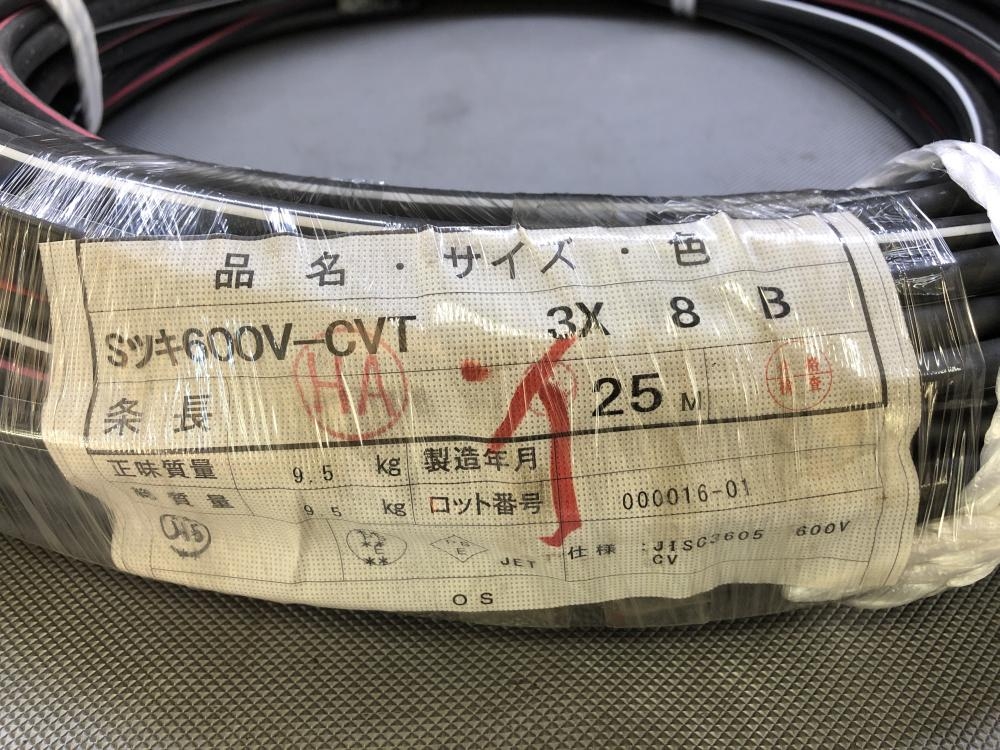 品 名 ・ サイズ ・ 色
Sツキ600V-CVT 3X 8 B
条 長 25 M
HA
正味質量 9.5 kg 製造年月
質 量 9 5 kg ロット番号 000016-01
JET 仕様 :JISC3605 600V
CV
O S